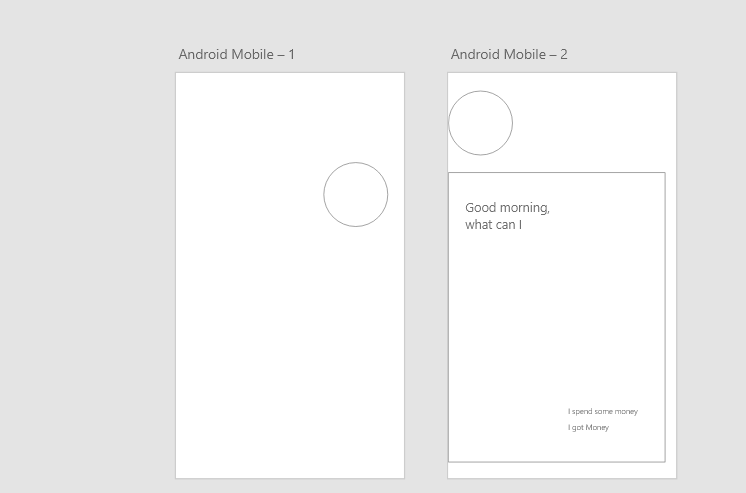 Android Mobile – 1
Android Mobile – 2
Good morning,
what can I
I spend some money
I got Money